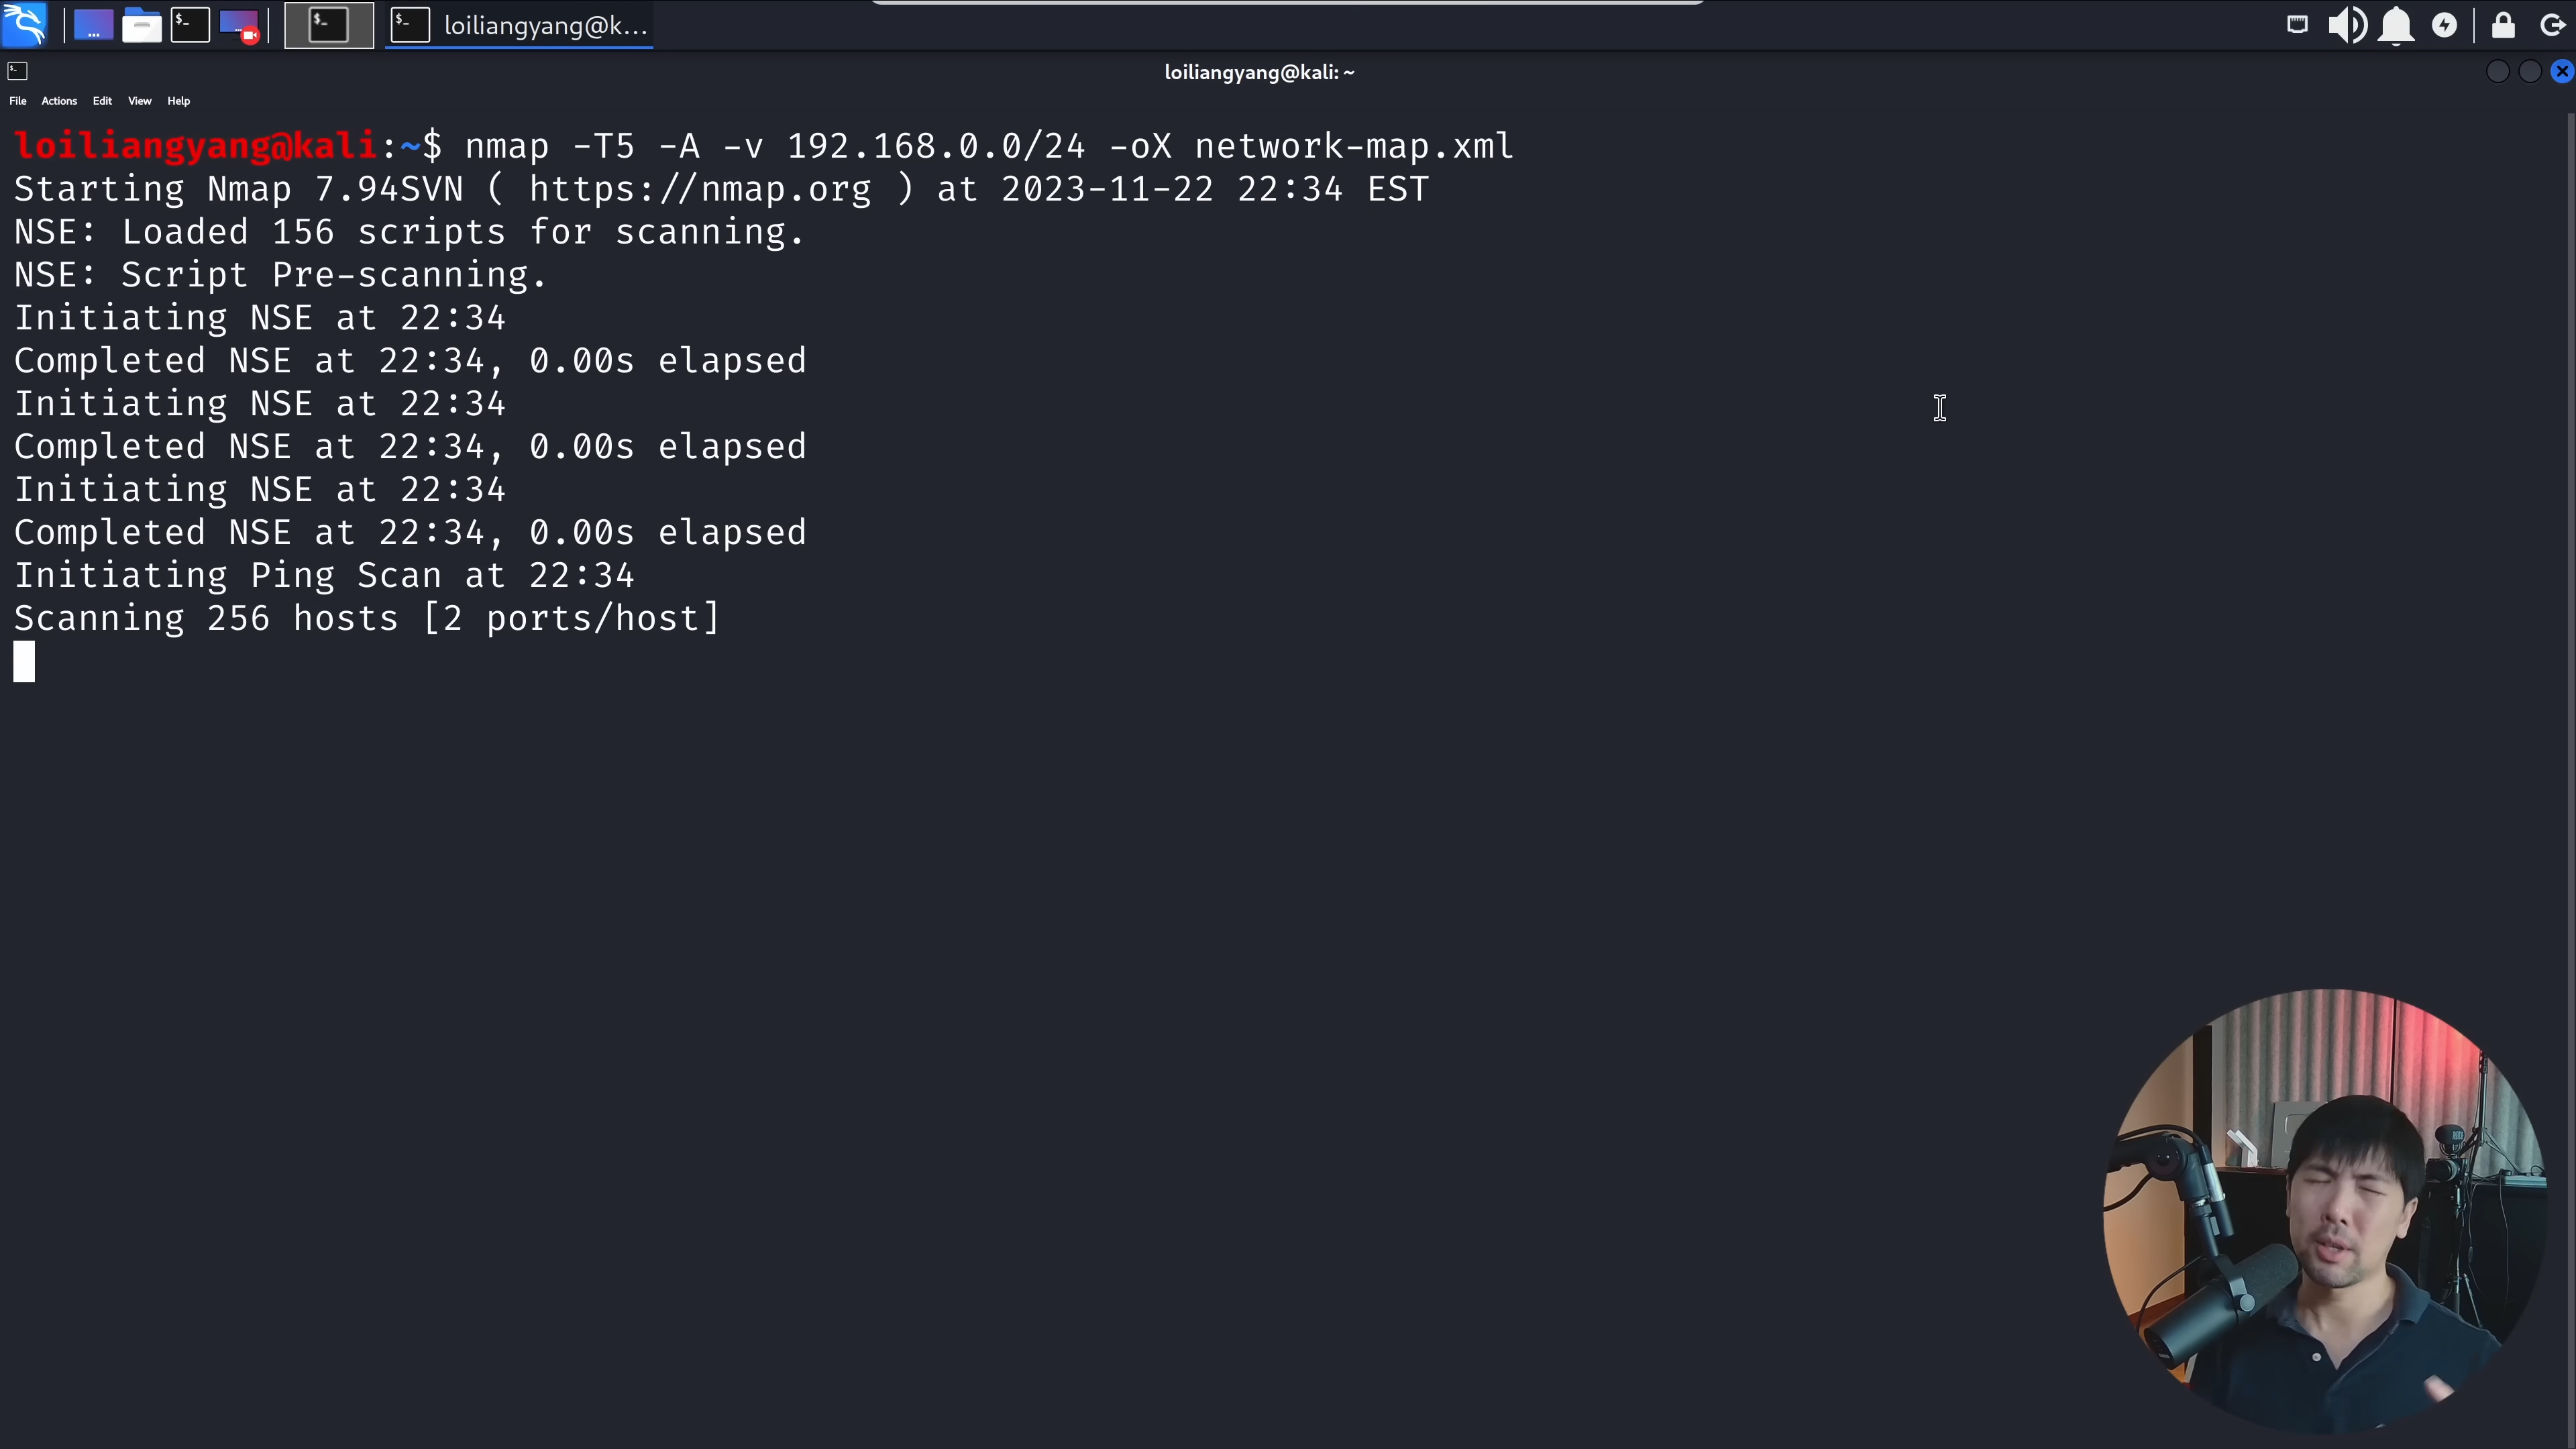 loiliangyang@k...
loiliangyang@kali: ~
File Actions Edit View Help
loiliangyang@kali:~$ nmap -T5 -A -v 192.168.0.0/24 -oX network-map.xml
Starting Nmap 7.94SVN ( https://nmap.org ) at 2023-11-22 22:34 EST
NSE: Loaded 156 scripts for scanning.
NSE: Script Pre-scanning.
Initiating NSE at 22:34
Completed NSE at 22:34, 0.00s elapsed
Initiating NSE at 22:34
Completed NSE at 22:34, 0.00s elapsed
Initiating NSE at 22:34
Completed NSE at 22:34, 0.00s elapsed
Initiating Ping Scan at 22:34
Scanning 256 hosts [2 ports/host]